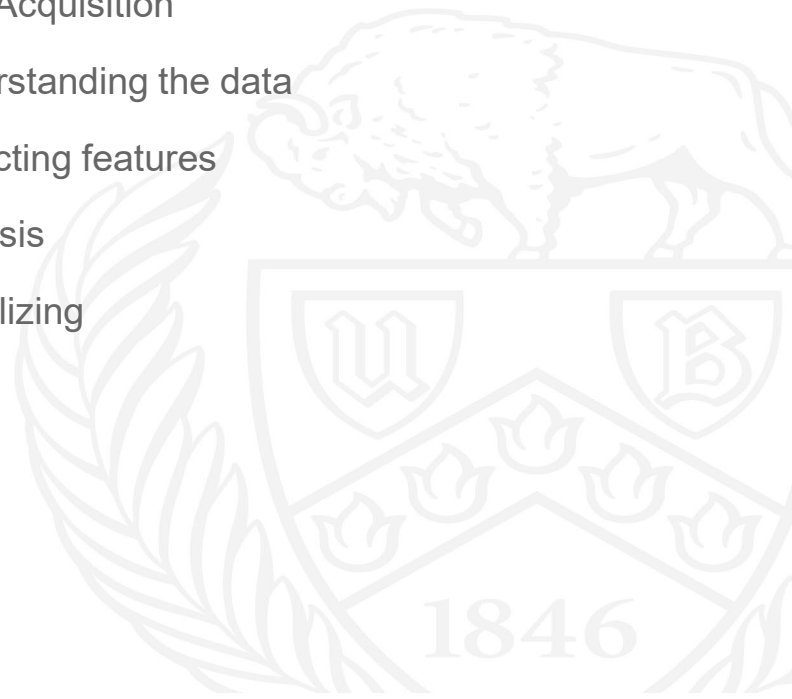 Acquisition
rstanding the data
cting features
sis
lizing
U B
1846